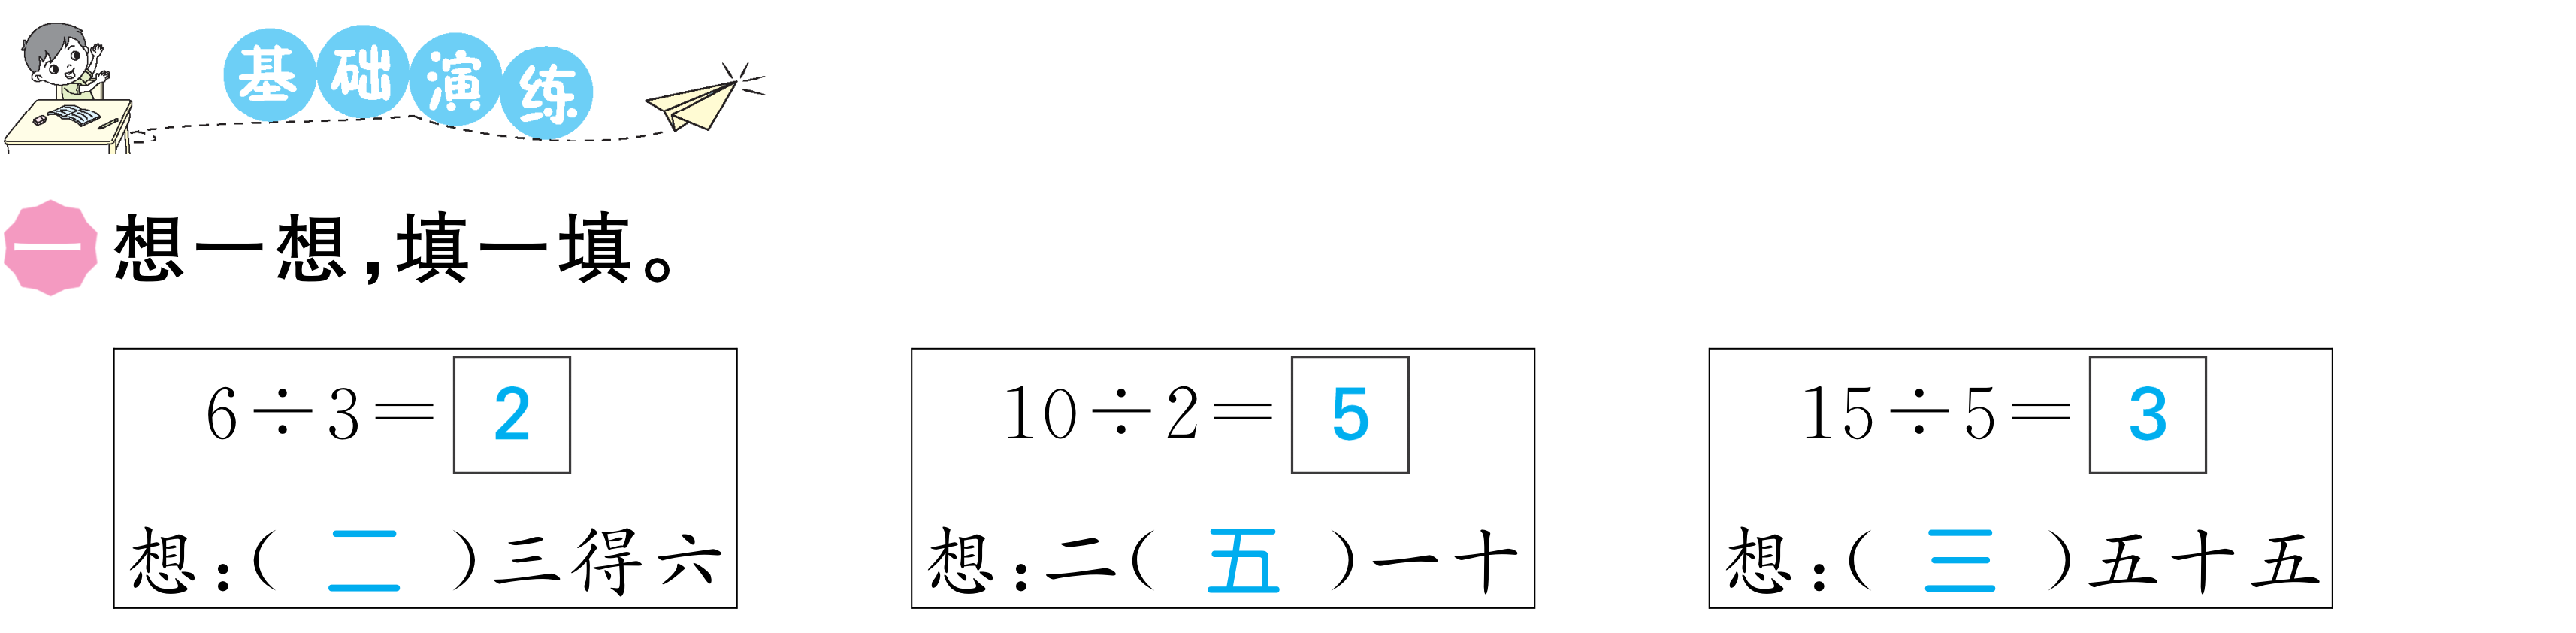 基础演练
一 想一想,填一填。
6÷3=2 10÷2=5 15÷5=3
想:(二)三得六 想:二(五)一十 想:(三)五十五